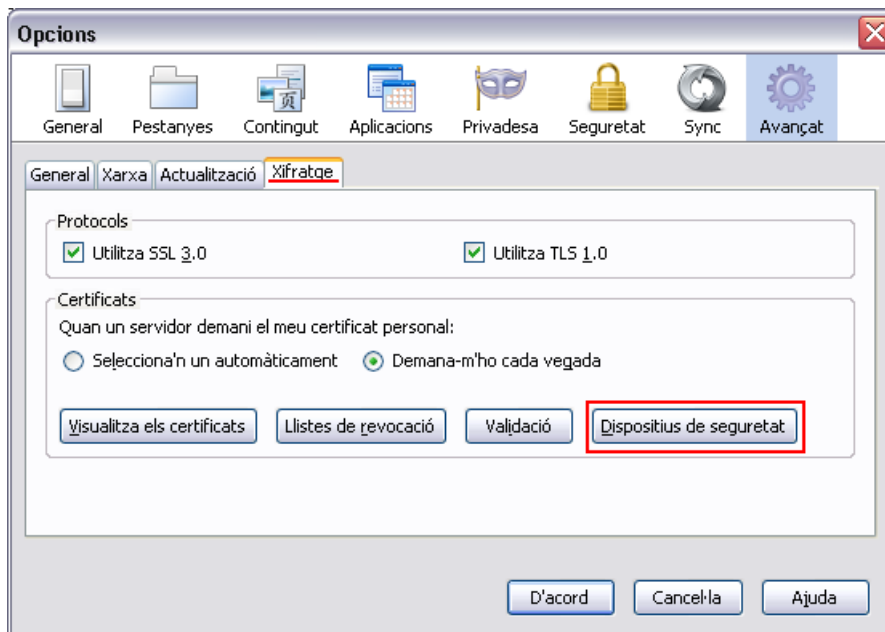 Opcions
General Pestanyes Contingut Aplicacions Privadesa Seguretat Sync Avançat
General Xarxa Actualització Xifratge
Protocols
Utilitza SSL 3.0 Utilitza TLS 1.0
Certificats
Quan un servidor demani el meu certificat personal:
Selecciona'n un automàticament Demana-m'ho cada vegada
Visualitza els certificats Llistes de revocació Validació Dispositius de seguretat
D'acord Cancel·la Ajuda